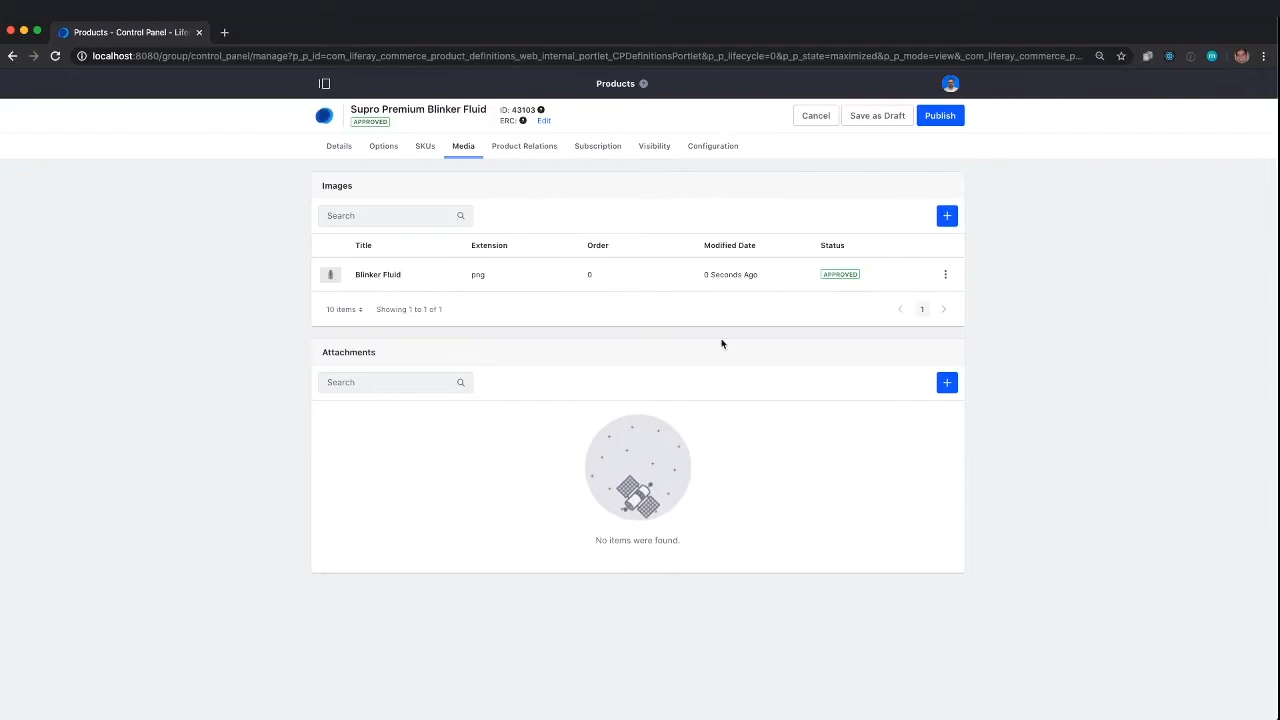 Products - Control Panel - Life
localhost:8080/group/control_panel/manage?p_p_id=com_liferay_commerce_product_definitions_web_internal_portlet_CPDefinitionsPortlet&p_p_lifecycle=0&p_p_state=maximized&p_p_mode=view&_com_liferay_commerce_p...
Products
Supro Premium Blinker Fluid
APPROVED
ID: 43103
ERC: Edit
Cancel Save as Draft Publish
Details Options SKUs Media Product Relations Subscription Visibility Configuration
Images
Search
Title Extension Order Modified Date Status
Blinker Fluid png 0 0 Seconds Ago APPROVED
10 items Showing 1 to 1 of 1 1
Attachments
Search
No items were found.